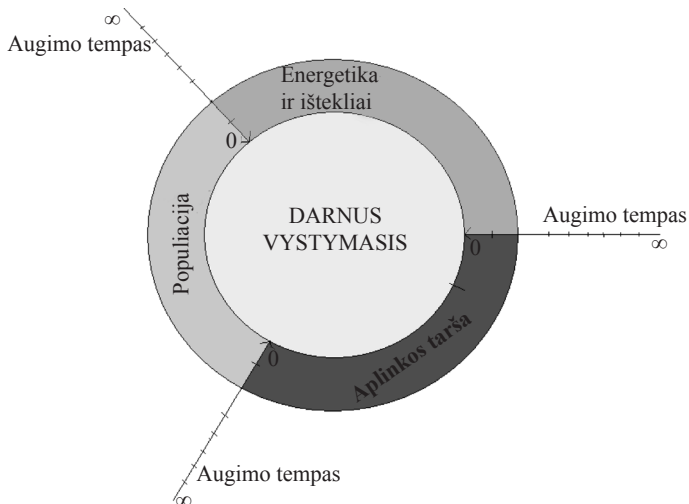 ∞
Augimo tempas
Energetika
ir ištekliai
0
Populiacija
DARNUS
VYSTYMASIS
Augimo tempas
0
∞
0
Aplinkos tarša
Augimo tempas
∞